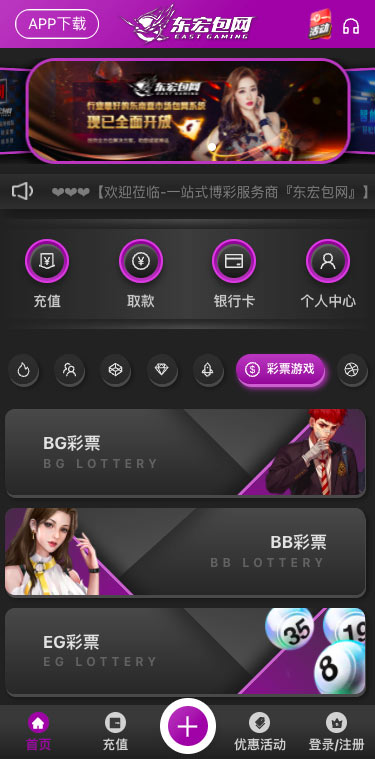 APP下载
东宏包网
EAST GAMING
活动
东宏包网
行业最好的东南亚市场包网系统
现已全面开放
❤❤❤【欢迎莅临-一站式博彩服务商『东宏包网』】
充值
取款
银行卡
个人中心
彩票游戏
BG彩票
BG LOTTERY
BB彩票
BB LOTTERY
EG彩票
EG LOTTERY
35
19
8
首页
充值
优惠活动
登录/注册